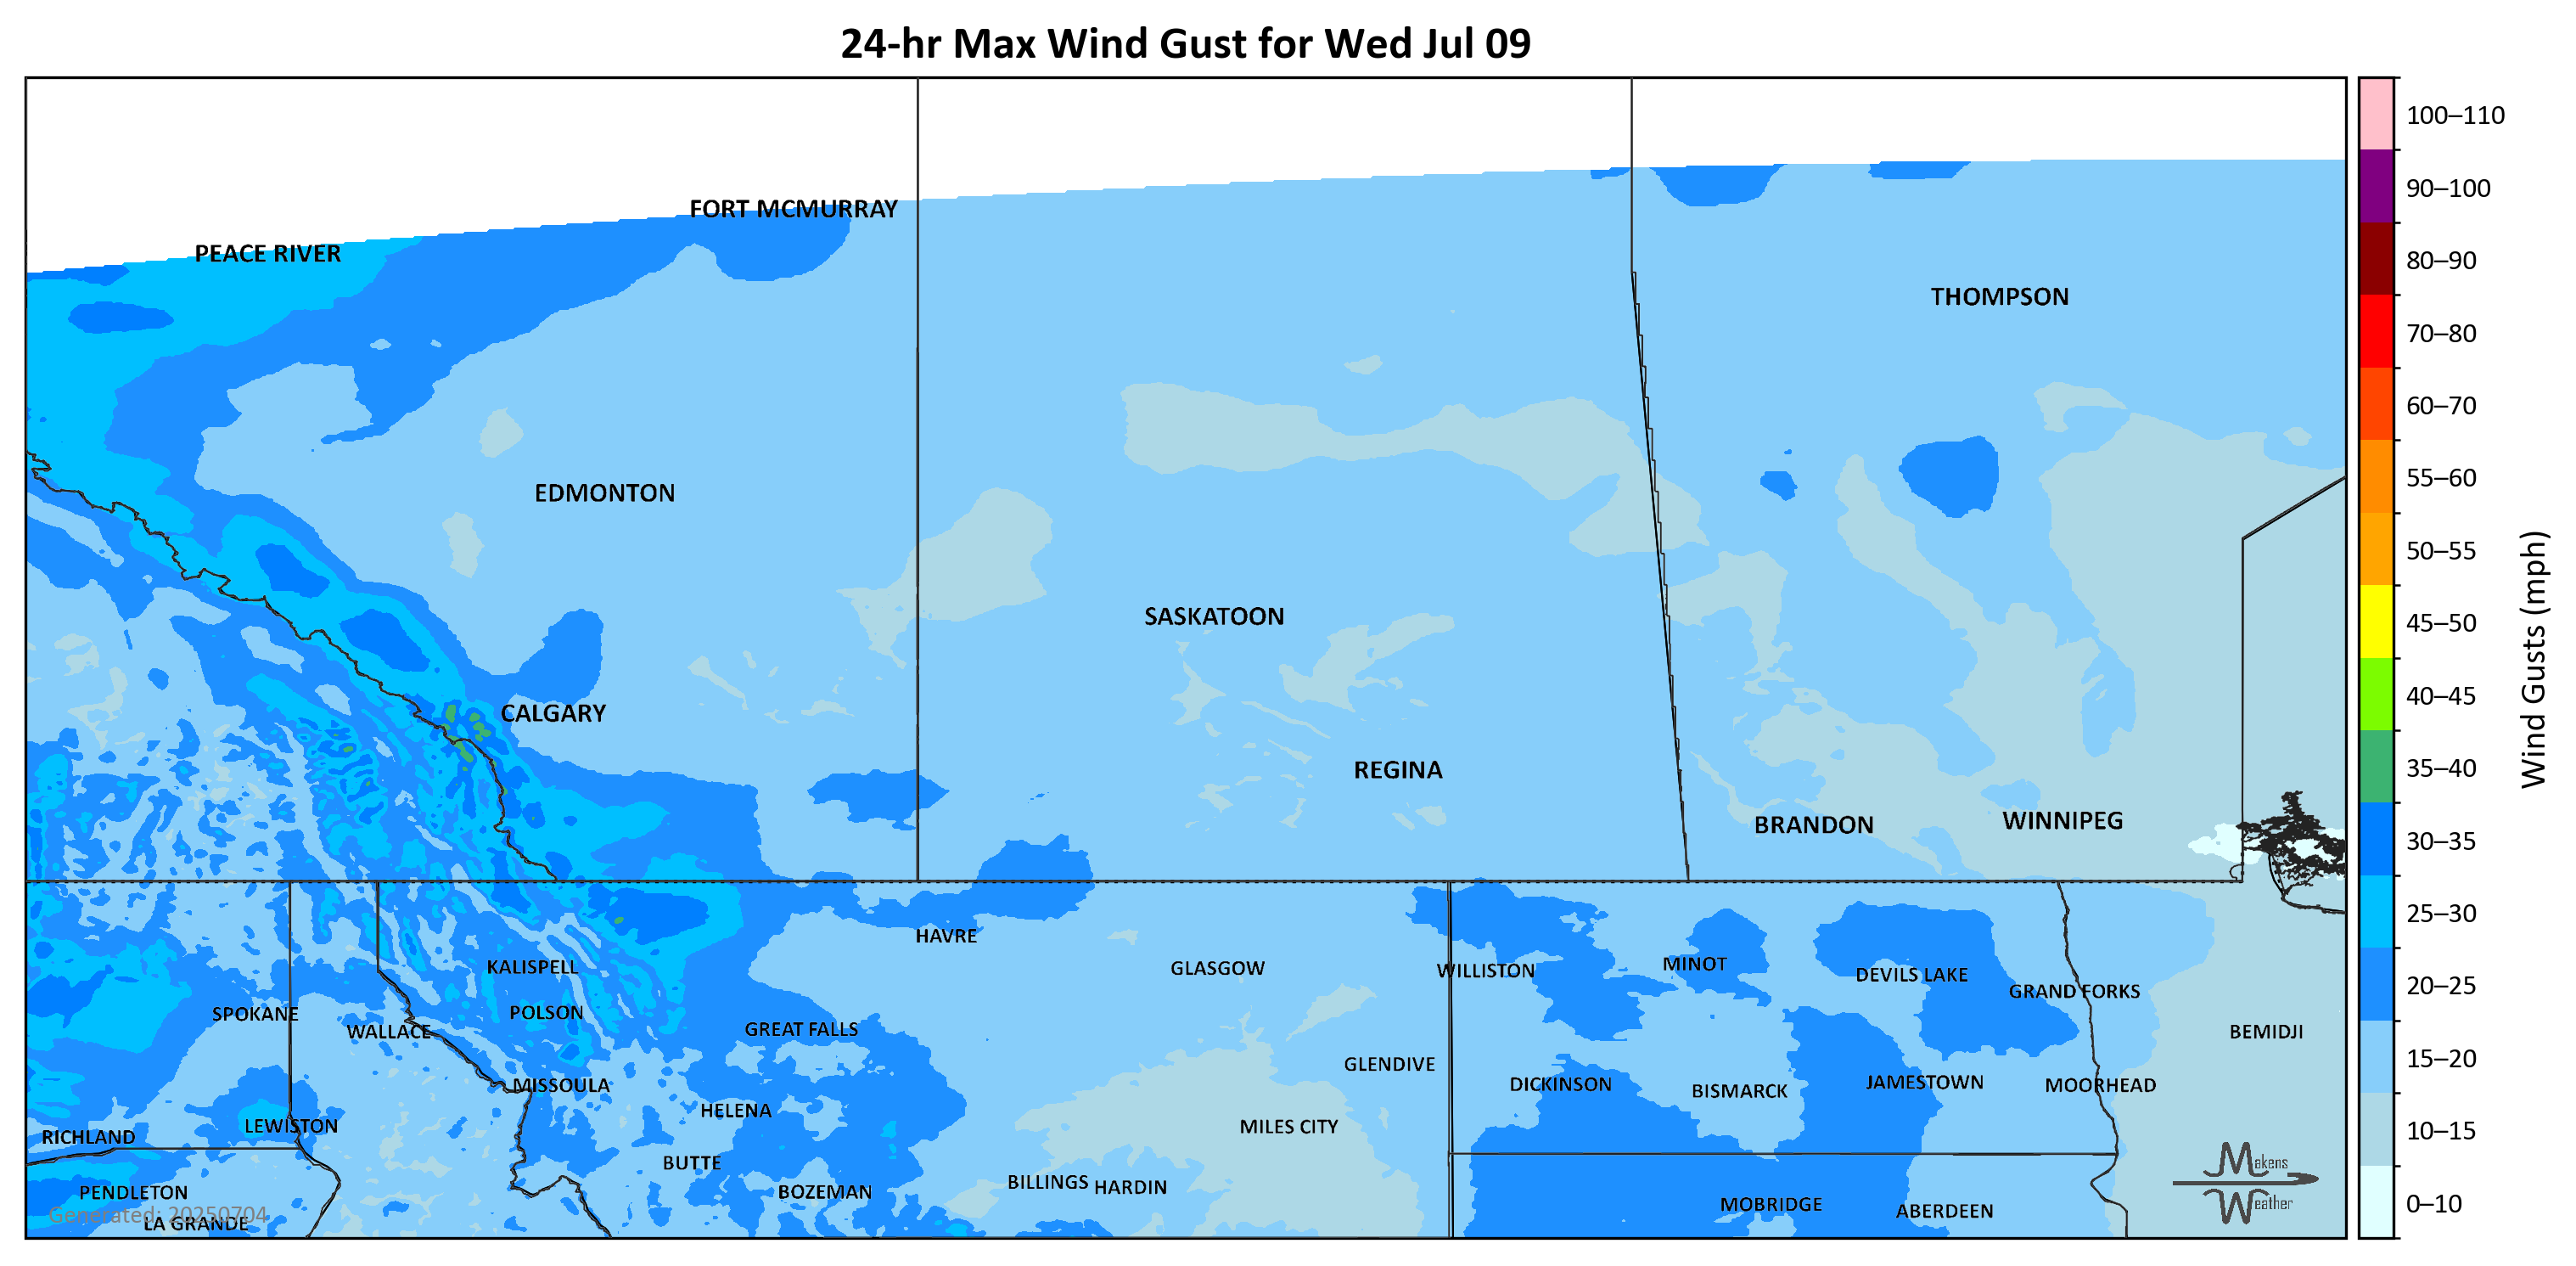 24-hr Max Wind Gust for Wed Jul 09
100–110
90–100
80–90
70–80
60–70
55–60
50–55
45–50
40–45
35–40
30–35
25–30
20–25
15–20
10–15
0–10
Wind Gusts (mph)
FORT MCMURRAY
PEACE RIVER
THOMPSON
EDMONTON
SASKATOON
CALGARY
REGINA
BRANDON
WINNIPEG
HAVRE
KALISPELL
GLASGOW
WILLISTON
MINOT
DEVILS LAKE
GRAND FORKS
SPOKANE
POLSON
WALLACE
GREAT FALLS
BEMIDJI
GLENDIVE
MISSOULA
DICKINSON
BISMARCK
JAMESTOWN
MOORHEAD
HELENA
LEWISTON
MILES CITY
RICHLAND
BUTTE
BILLINGS
HARDIN
BOZEMAN
PENDLETON
MOBRIDGE
ABERDEEN
Generated: 20250704
LA GRANDE
Makens
Weather